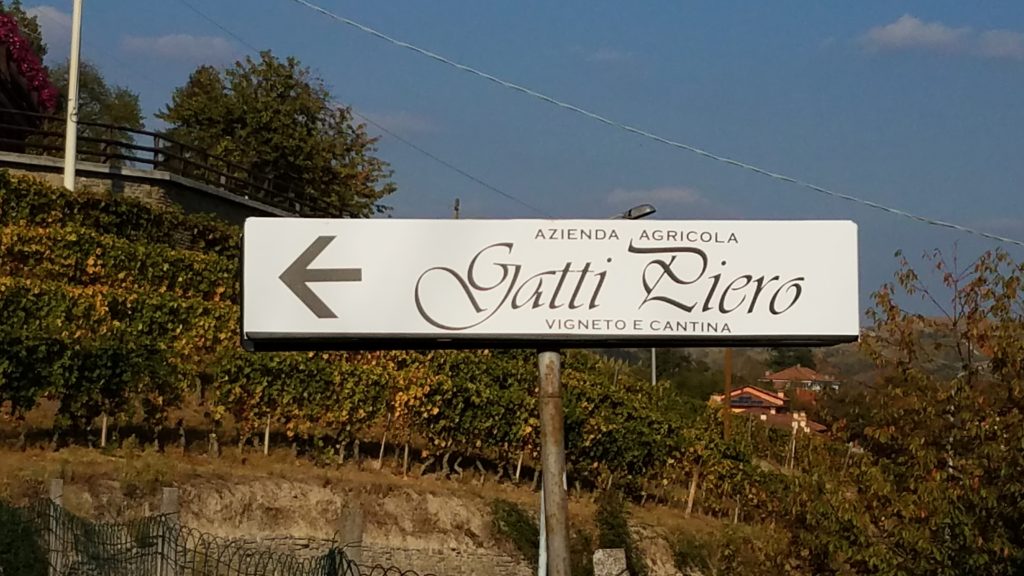 AZIENDA AGRICOLA
Gatti Piero
VIGNETO E CANTINA